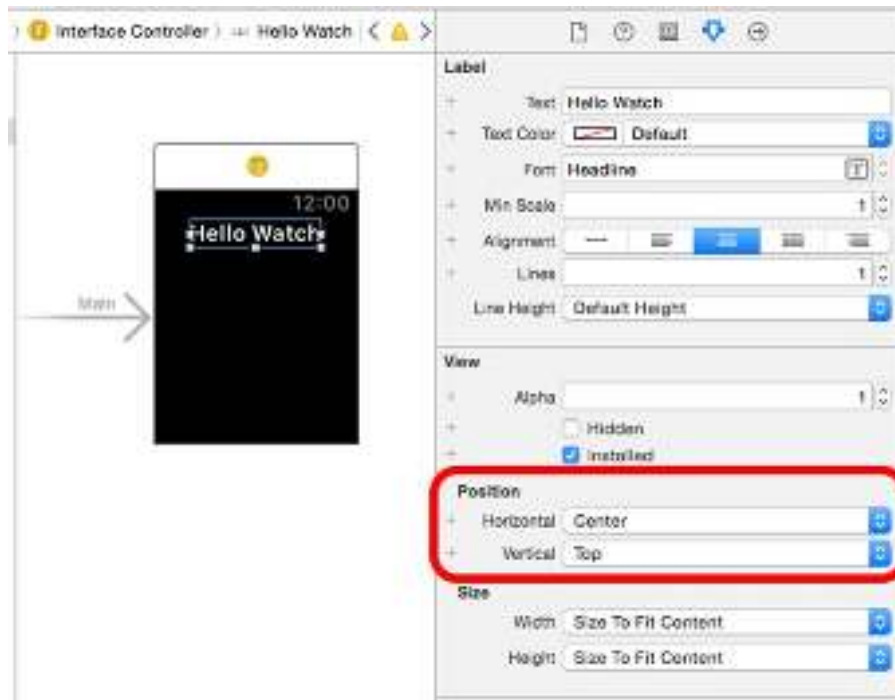 Interface Controller
Hello Watch
Label
Text Hello Watch
Text Color Default
Font Headline
Min Scale 1
Alignment
Lines 1
Line Height Default Height
View
Alpha 1
Hidden
Installed
Position
Horizontal Center
Vertical Top
Size
Width Size To Fit Content
Height Size To Fit Content
12:00
Hello Watch
Main